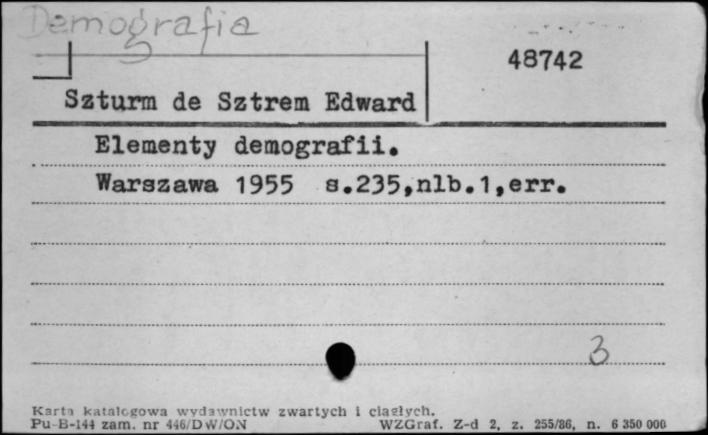 Demografia
48742
Szturm de Sztrem Edward
Elementy demografii.
Warszawa 1955 s.235,nlb.1,err.
3
Karta katalogowa wydawnictw zwartych i ciągłych.
Pu-B-144 zam. nr 446/DW/ON WZGraf. Z-d 2, z. 255/86, n. 6 350 000